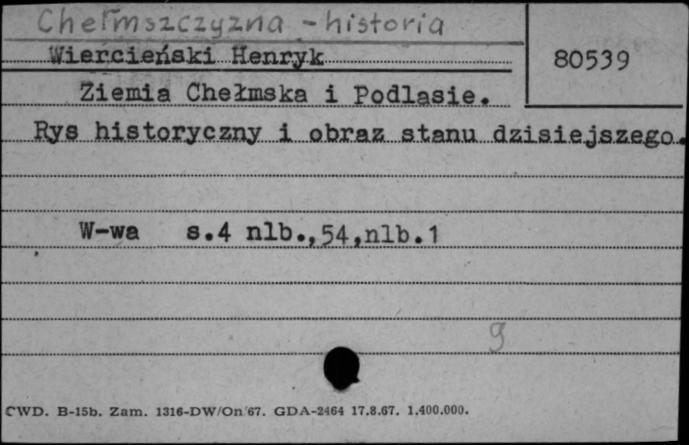 Chełmszczyzna - historia
Wiercieński Henryk
80539
Ziemia Chełmska i Podlasie.
Rys historyczny i obraz stanu dzisiejszego.
W-wa s.4 nlb.,54,nlb.1
9
CWD. B-15b. Zam. 1316-DW/On/67. GDA-2464 17.8.67. 1.400.000.